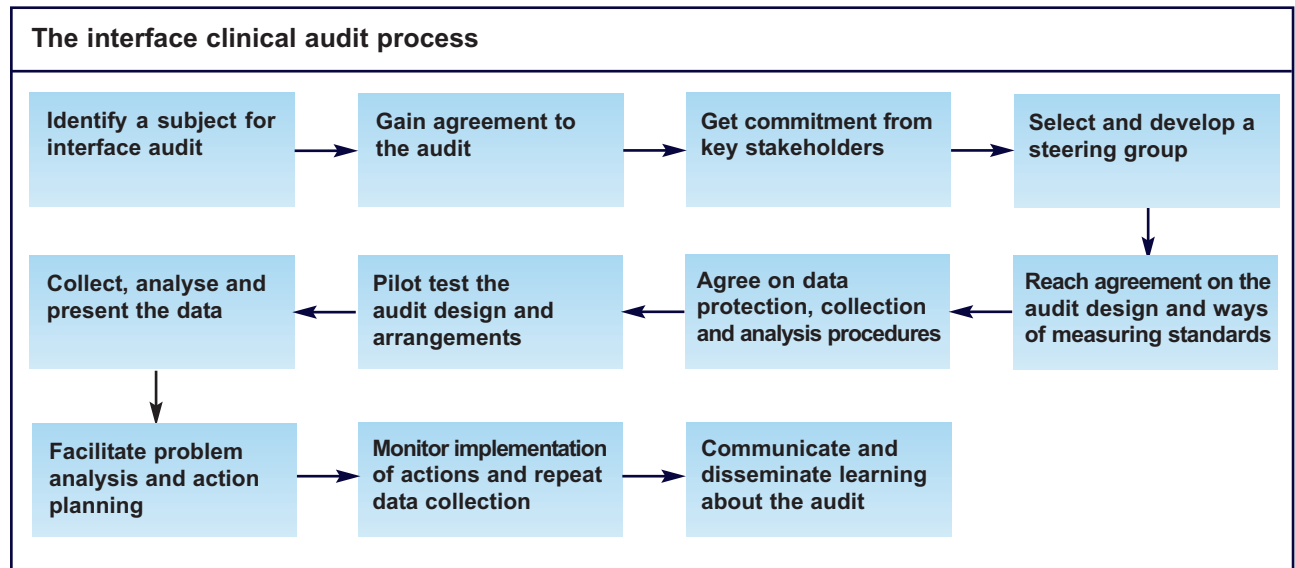 The interface clinical audit process
Identify a subject for
interface audit
Gain agreement to
the audit
Get commitment from
key stakeholders
Select and develop a
steering group
Reach agreement on the
audit design and ways
of measuring standards
Agree on data
protection, collection
and analysis procedures
Pilot test the
audit design and
arrangements
Collect, analyse and
present the data
Facilitate problem
analysis and action
planning
Monitor implementation
of actions and repeat
data collection
Communicate and
disseminate learning
about the audit